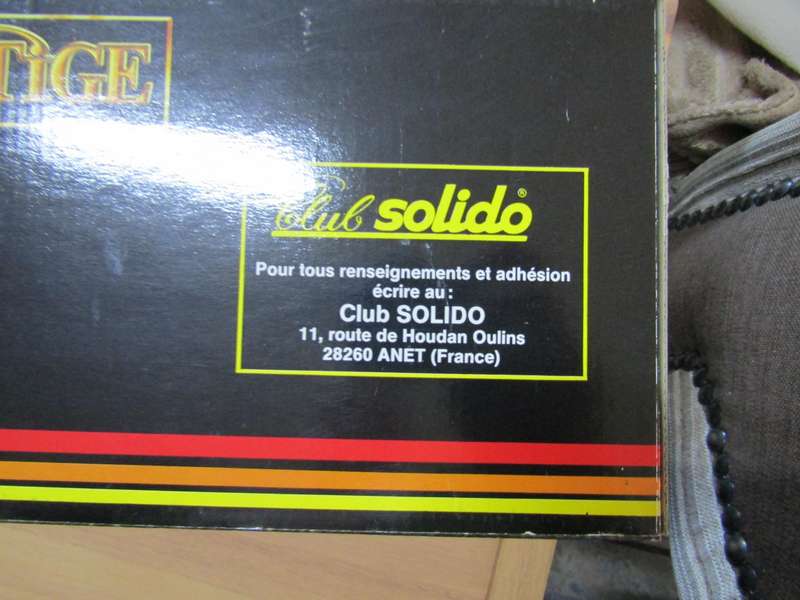 TiGE
Club solido®
Pour tous renseignements et adhésion
écrire au :
Club SOLIDO
11, route de Houdan Oulins
28260 ANET (France)